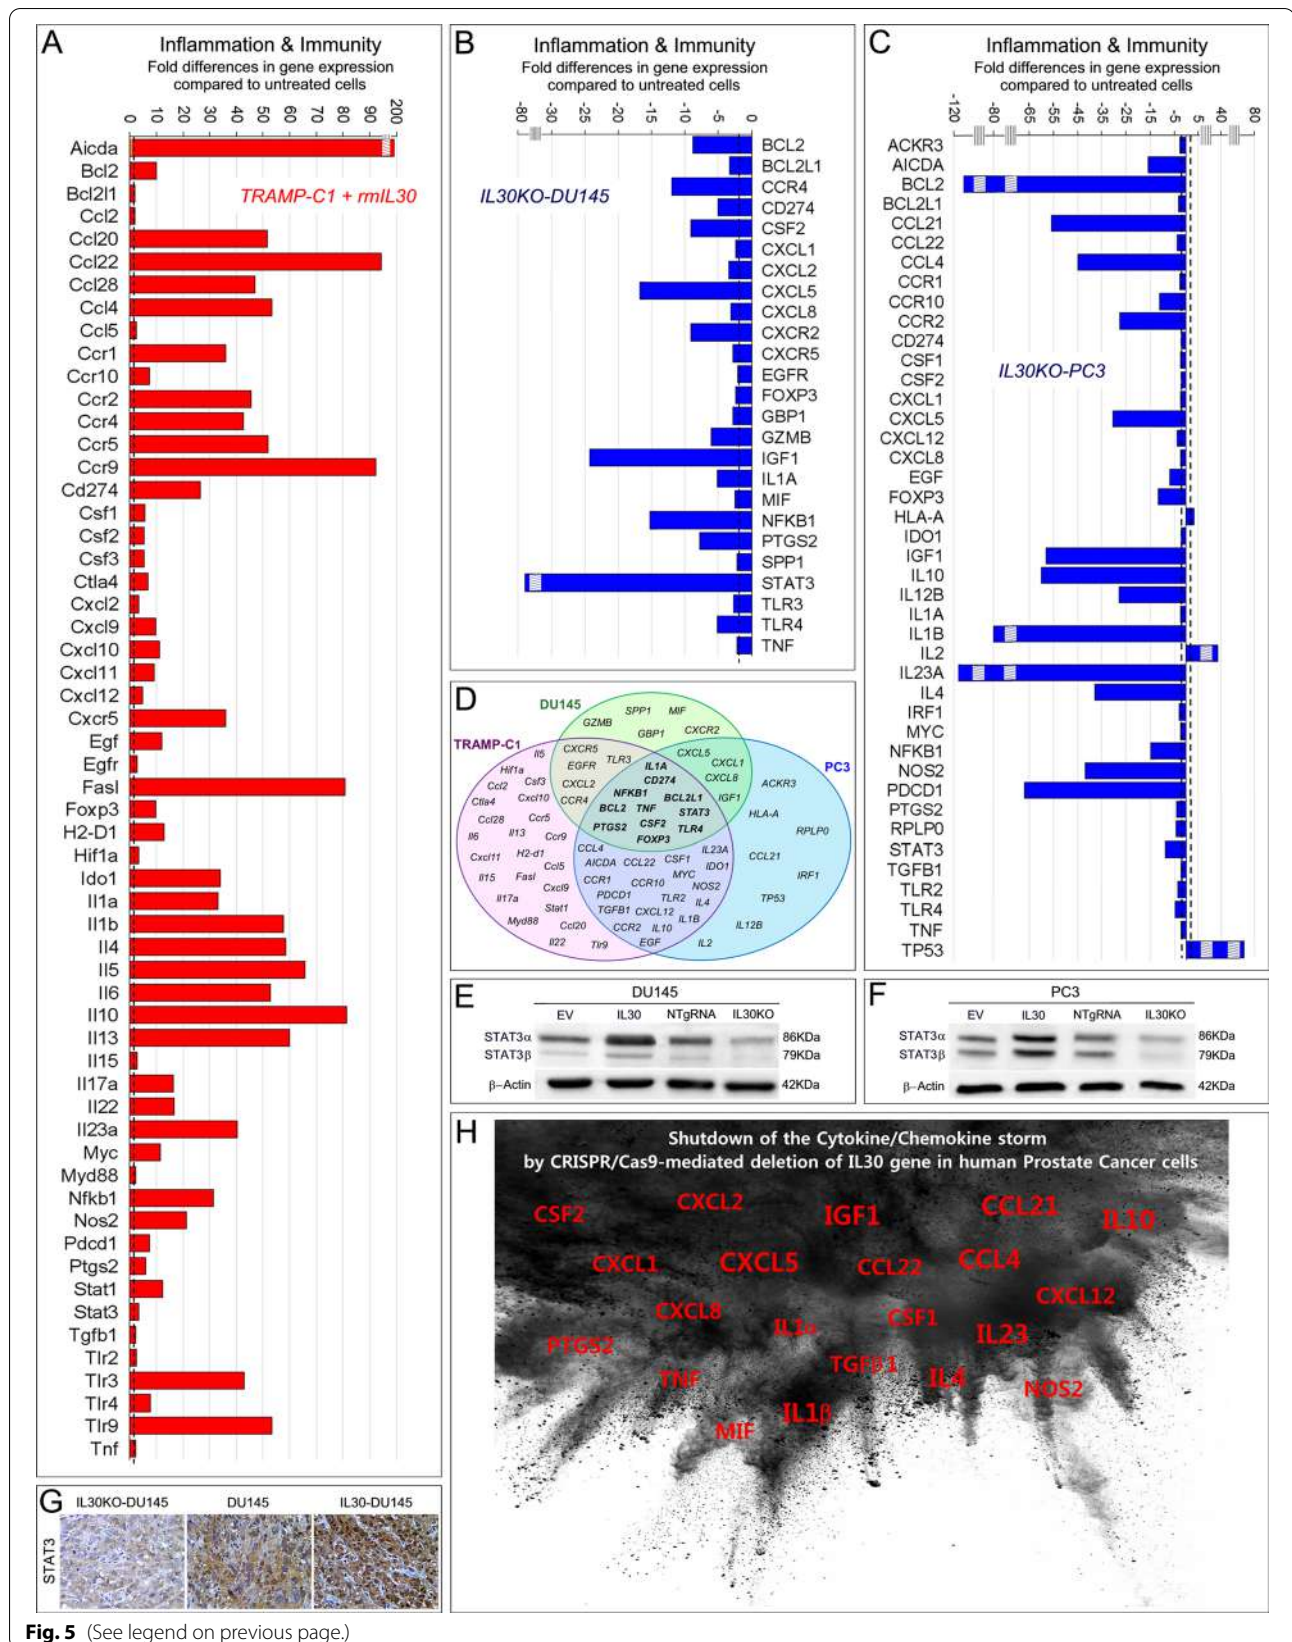 A
Inflammation & Immunity
Fold differences in gene expression
compared to untreated cells
0 10 20 30 40 50 60 70 80 90 200
TRAMP-C1 + rmIL30
Aicda
Bcl2
Bcl2l1
Ccl2
Ccl20
Ccl22
Ccl28
Ccl4
Ccl5
Ccr1
Ccr10
Ccr2
Ccr4
Ccr5
Ccr9
Cd274
Csf1
Csf2
Csf3
Ctla4
Cxcl2
Cxcl9
Cxcl10
Cxcl11
Cxcl12
Cxcr5
Egf
Egfr
Fasl
Foxp3
H2-D1
Hif1a
Ido1
Il1a
Il1b
Il4
Il5
Il6
Il10
Il13
Il15
Il17a
Il22
Il23a
Myc
Myd88
Nfkb1
Nos2
Pdcd1
Ptgs2
Stat1
Stat3
Tgfb1
Tlr2
Tlr3
Tlr4
Tlr9
Tnf
B
Inflammation & Immunity
Fold differences in gene expression
compared to untreated cells
-80 -25 -20 -15 -10 -5 0
IL30KO-DU145
BCL2
BCL2L1
CCR4
CD274
CSF2
CXCL1
CXCL2
CXCL5
CXCL8
CXCR2
CXCR5
EGFR
FOXP3
GBP1
GZMB
IGF1
IL1A
MIF
NFKB1
PTGS2
SPP1
STAT3
TLR3
TLR4
TNF
C
Inflammation & Immunity
Fold differences in gene expression
compared to untreated cells
-120 -80 -65 -55 -45 -35 -25 -15 -5 5 40 80
IL30KO-PC3
ACKR3
AICDA
BCL2
BCL2L1
CCL21
CCL22
CCL4
CCR1
CCR10
CCR2
CD274
CSF1
CSF2
CXCL1
CXCL5
CXCL12
CXCL8
EGF
FOXP3
HLA-A
IDO1
IGF1
IL10
IL12B
IL1A
IL1B
IL2
IL23A
IL4
IRF1
MYC
NFKB1
NOS2
PDCD1
PTGS2
RPLP0
STAT3
TGFB1
TLR2
TLR4
TNF
TP53
D
DU145
TRAMP-C1
PC3
SPP1 MIF
GZMB
GBP1 CXCR2
Il5 CXCR5 CXCL5
Hif1a EGFR TLR3 IL1A CXCL1
Ccl2 Csf3 CXCL2 CD274 CXCL8 ACKR3
Ctla4 Cxcl10 CCR4 NFKB1 BCL2L1 IGF1
Ccl28 Ccr5 BCL2 TNF STAT3 HLA-A
Il6 Il13 Ccr9 PTGS2 CSF2 TLR4 RPLP0
FOXP3
Cxcl11 H2-d1 CCL4 IL23A
Ccl5 AICDA CCL22 CSF1 IDO1 CCL21
Il15 Fasl CCR1 CCR10 MYC NOS2 IRF1
Cxcl9 PDCD1 TLR2 IL4
Il17a Stat1 TGFB1 CXCL12 IL1B TP53
Myd88 Ccl20 CCR2 IL10 IL12B
Il22 Tlr9 EGF IL2
E
DU145
EV IL30 NTgRNA IL30KO
STAT3α 86KDa
STAT3β 79KDa
β-Actin 42KDa
F
PC3
EV IL30 NTgRNA IL30KO
STAT3α 86KDa
STAT3β 79KDa
β-Actin 42KDa
H
Shutdown of the Cytokine/Chemokine storm
by CRISPR/Cas9-mediated deletion of IL30 gene in human Prostate Cancer cells
CSF2 CXCL2 IGF1 CCL21 IL10
CXCL1 CXCL5 CCL22 CCL4
CXCL8 CXCL12
PTGS2 IL1α CSF1 IL23
TNF TGFβ1 IL4 NOS2
MIF IL1β
G
IL30KO-DU145 DU145 IL30-DU145
STAT3
Fig. 5 (See legend on previous page.)